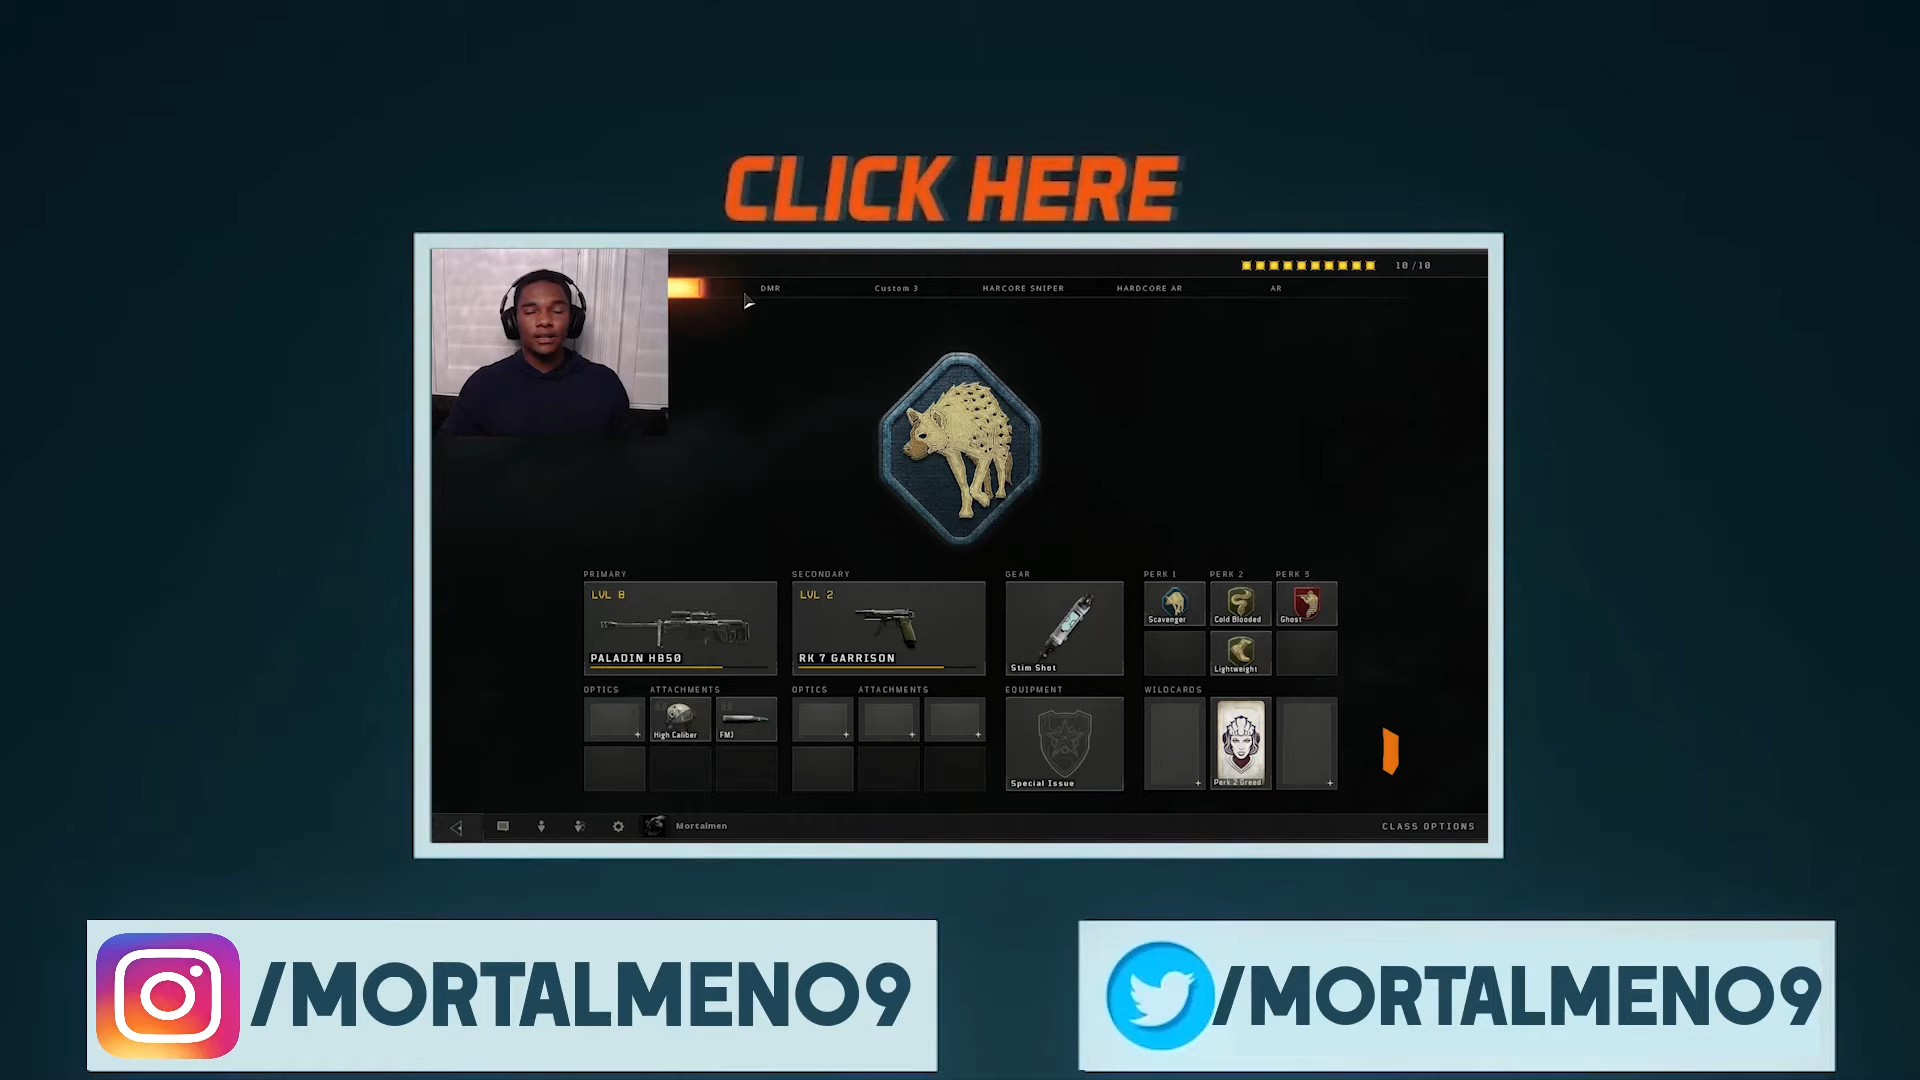 CLICK HERE
10/10
DMR Custom 3 HARCORE SNIPER HARDCORE AR AR
PRIMARY SECONDARY GEAR PERK 1 PERK 2 PERK 3
LVL 8 LVL 2
Scavenger Cold Blooded Ghost
PALADIN HB50 RK 7 GARRISON Stim Shot Lightweight
OPTICS ATTACHMENTS OPTICS ATTACHMENTS EQUIPMENT WILDCARDS
High Caliber FMJ
Special Issue Perk 2 Greed
Mortalmen CLASS OPTIONS
/MORTALMENO9 /MORTALMENO9